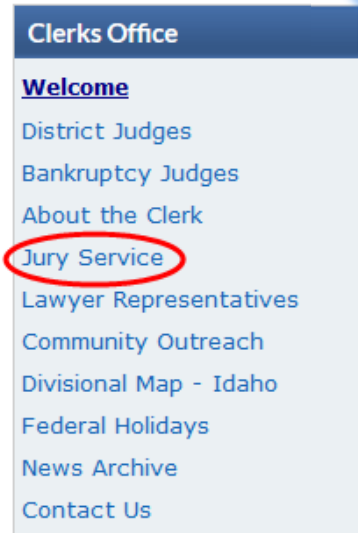 Clerks Office
Welcome
District Judges
Bankruptcy Judges
About the Clerk
Jury Service
Lawyer Representatives
Community Outreach
Divisional Map - Idaho
Federal Holidays
News Archive
Contact Us